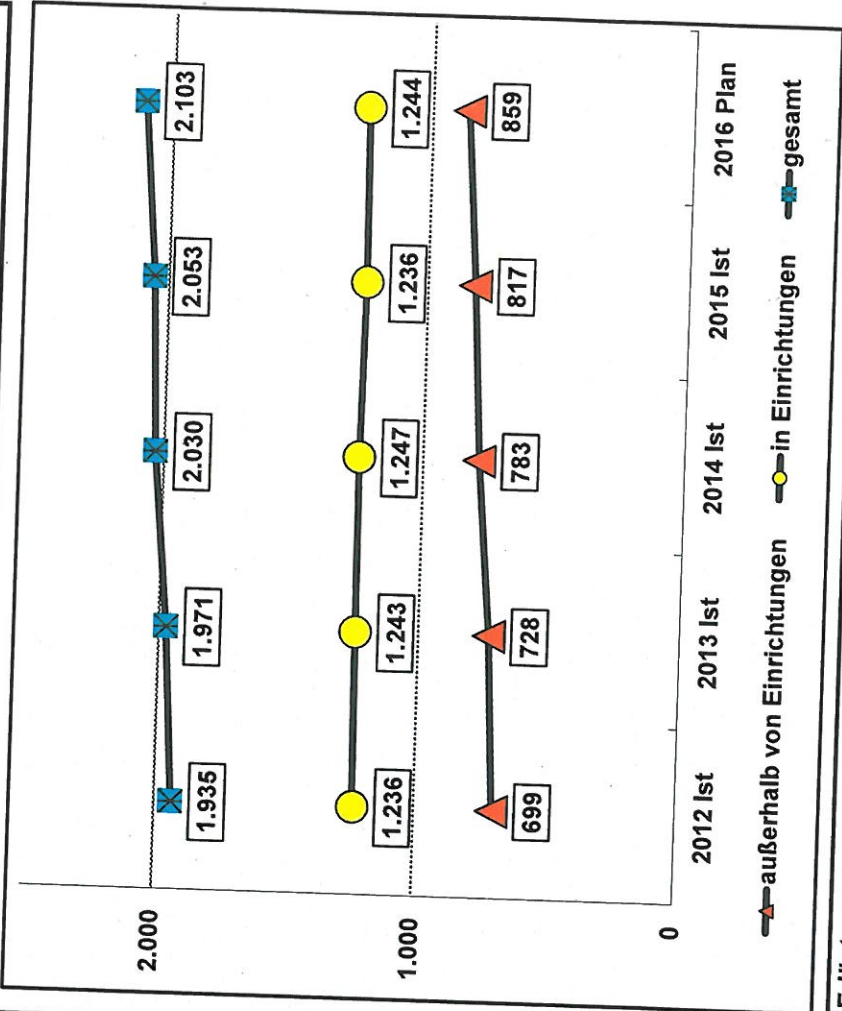 2.000
1.000
0
1.935
1.971
2.030
2.053
2.103
1.236
1.243
1.247
1.236
1.244
699
728
783
817
859
2012 Ist
2013 Ist
2014 Ist
2015 Ist
2016 Plan
außerhalb von Einrichtungen
in Einrichtungen
gesamt